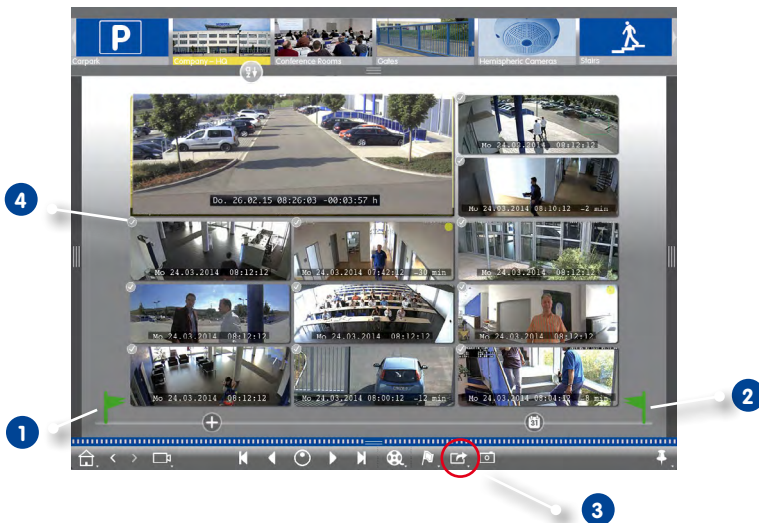 P
Carpark
Company – HQ
Conference Rooms
Gates
Hemispheric Cameras
Stairs
Mo 24.02.2014 08:12:12
Do. 26.02.15 08:26:03 -00:03:57 h
Mo 24.03.2014 08:10:12 -2 min
4
Mo 24.03.2014 08:12:12
Mo 24.03.2014 07:42:12 -30 min
Mo 24.03.2014 08:12:12
Mo 24.03.2014 08:12:12
Mo 24.03.2014 08:12:12
Mo 24.03.2014 08:12:12
Mo 24.03.2014 08:12:12
Mo 24.03.2014 08:00:12 -12 min
Mo 24.03.2014 08:04:12 -8 min
1
2
31
3